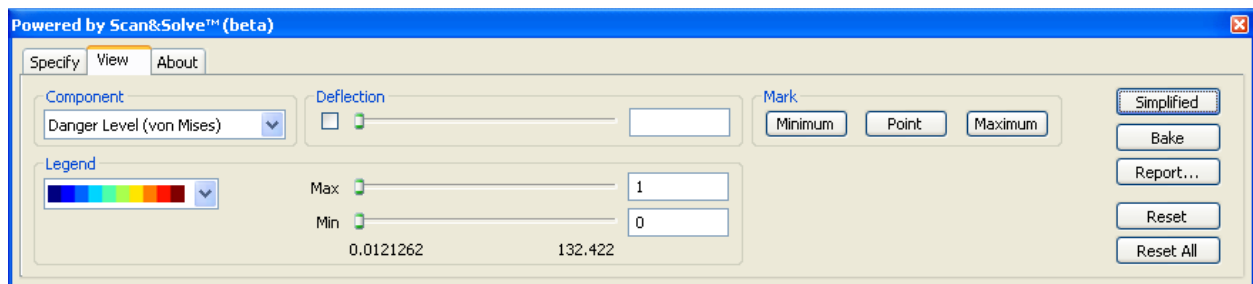 Powered by Scan&Solve™ (beta)
Specify View About
Component
Danger Level (von Mises)
Deflection
Mark
Minimum Point Maximum
Simplified
Bake
Report...
Reset
Reset All
Legend
Max 1
Min 0
0.0121262 132.422